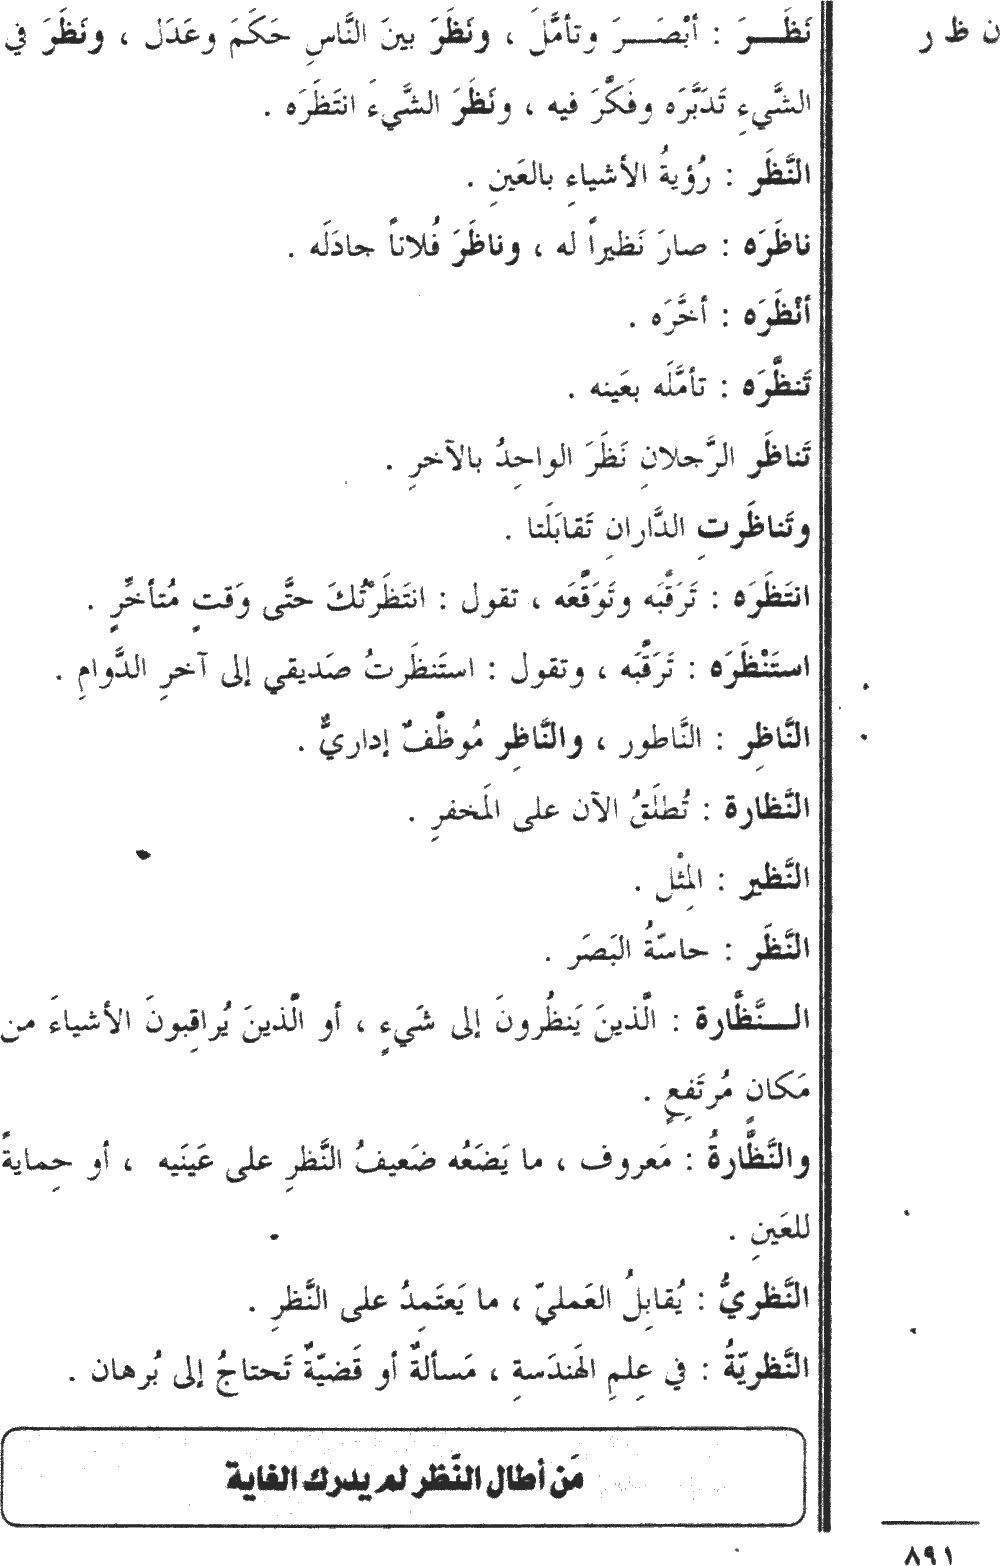 ن ظ ر
نَظَــرَ : أبْصَــرَ وتأمَّلَ ، ونَظَرَ بينَ النَّاسِ حَكَمَ وعَدَل ، ونَظَرَ في
الشَّيءِ تَدَبَّرَه وفَكَّرَ فيه ، ونَظَرَ الشَّيءَ انتَظَرَه .
النَّظَر : رُؤيةُ الأشياءِ بالعَينِ .
ناظَرَه : صارَ نَظيراً له ، وناظَرَ فُلاناً جادَلَه .
أنْظَرَه : أخَّرَه .
تَنظَّرَه : تأمَّلَه بعَينه .
تَناظَر الرَّجلانِ نَظَرَ الواحِدُ بالآخرِ .
وتَناظَرتِ الدَّارانِ تَقابَلَتا .
انتَظَرَه : تَرَقَّبَه وتَوَقَّعَه ، تقول : انتَظَرْتُكَ حتَّى وَقتٍ مُتأخِّرٍ .
استَنْظَرَه : تَرَقَّبَه ، وتقول : استَنظَرتُ صَديقي إلى آخرِ الدَّوامِ .
النَّاظِر : النَّاطور ، والنَّاظِر مُوظَّفٌ إداريٌّ .
النَّظارة : تُطلَقُ الآن على المَخفرِ .
النَّظير : المِثْل .
النَّظَر : حاسّةُ البَصَر .
الــنَّظَّارة : الَّذينَ يَنظُرونَ إلى شَيءٍ ، أو الَّذينَ يُراقِبونَ الأشياءَ من
مَكانٍ مُرتَفِعٍ .
والنَّظَّارةُ : مَعروف ، ما يَضَعُه ضَعيفُ النَّظرِ على عَينَيه ، أو حِمايةً
للعَينِ .
النَّظريُّ : يُقابِلُ العَمليّ ، ما يَعتَمِدُ على النَّظرِ .
النَّظريّةُ : في عِلمِ الهَندَسةِ ، مَسألةٌ أو قَضيّةٌ تَحتاجُ إلى بُرهان .
مَن أطال النَّظر لم يدرك الغاية
٨٩١